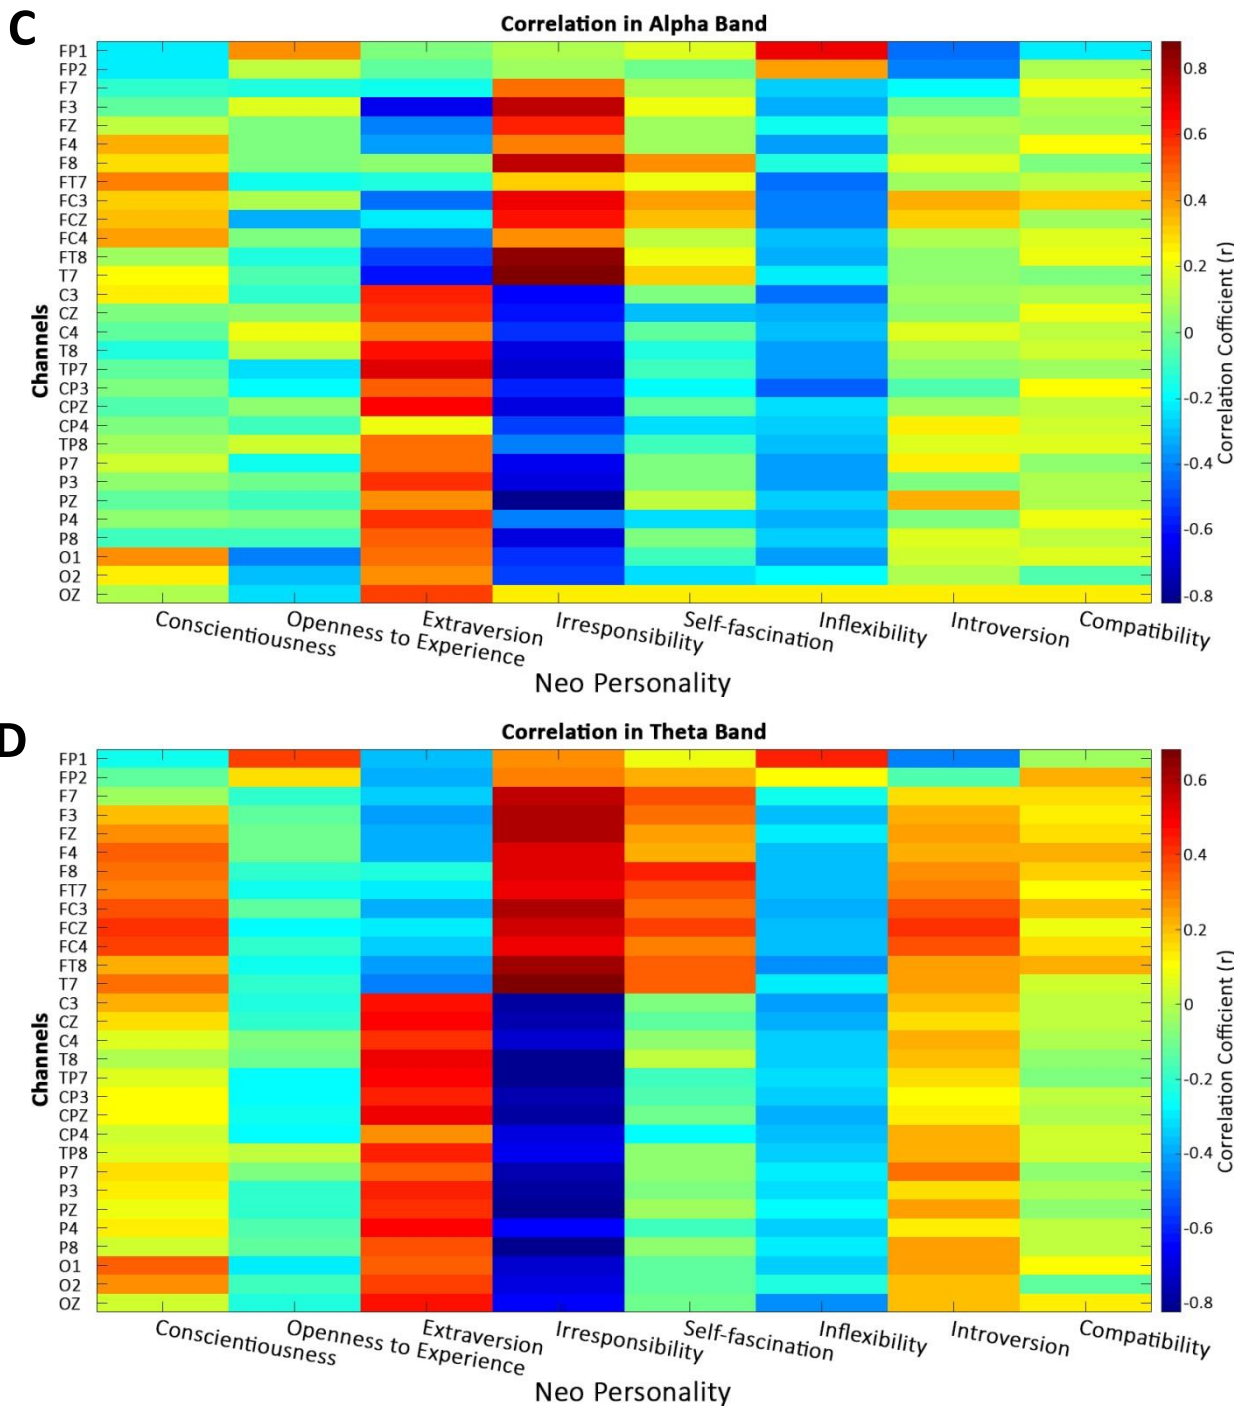 C
Correlation in Alpha Band
FP1
FP2
F7
F3
FZ
F4
F8
FT7
FC3
FCZ
FC4
FT8
T7
C3
CZ
C4
T8
TP7
CP3
CPZ
CP4
TP8
P7
P3
PZ
P4
P8
O1
O2
OZ
Channels
0.8
0.6
0.4
0.2
0
-0.2
-0.4
-0.6
-0.8
Correlation Cofficient (r)
Conscientiousness
Openness to Experience
Extraversion
Irresponsibility
Self-fascination
Inflexibility
Introversion
Compatibility
Neo Personality
D
Correlation in Theta Band
FP1
FP2
F7
F3
FZ
F4
F8
FT7
FC3
FCZ
FC4
FT8
T7
C3
CZ
C4
T8
TP7
CP3
CPZ
CP4
TP8
P7
P3
PZ
P4
P8
O1
O2
OZ
Channels
0.6
0.4
0.2
0
-0.2
-0.4
-0.6
-0.8
Correlation Cofficient (r)
Conscientiousness
Openness to Experience
Extraversion
Irresponsibility
Self-fascination
Inflexibility
Introversion
Compatibility
Neo Personality